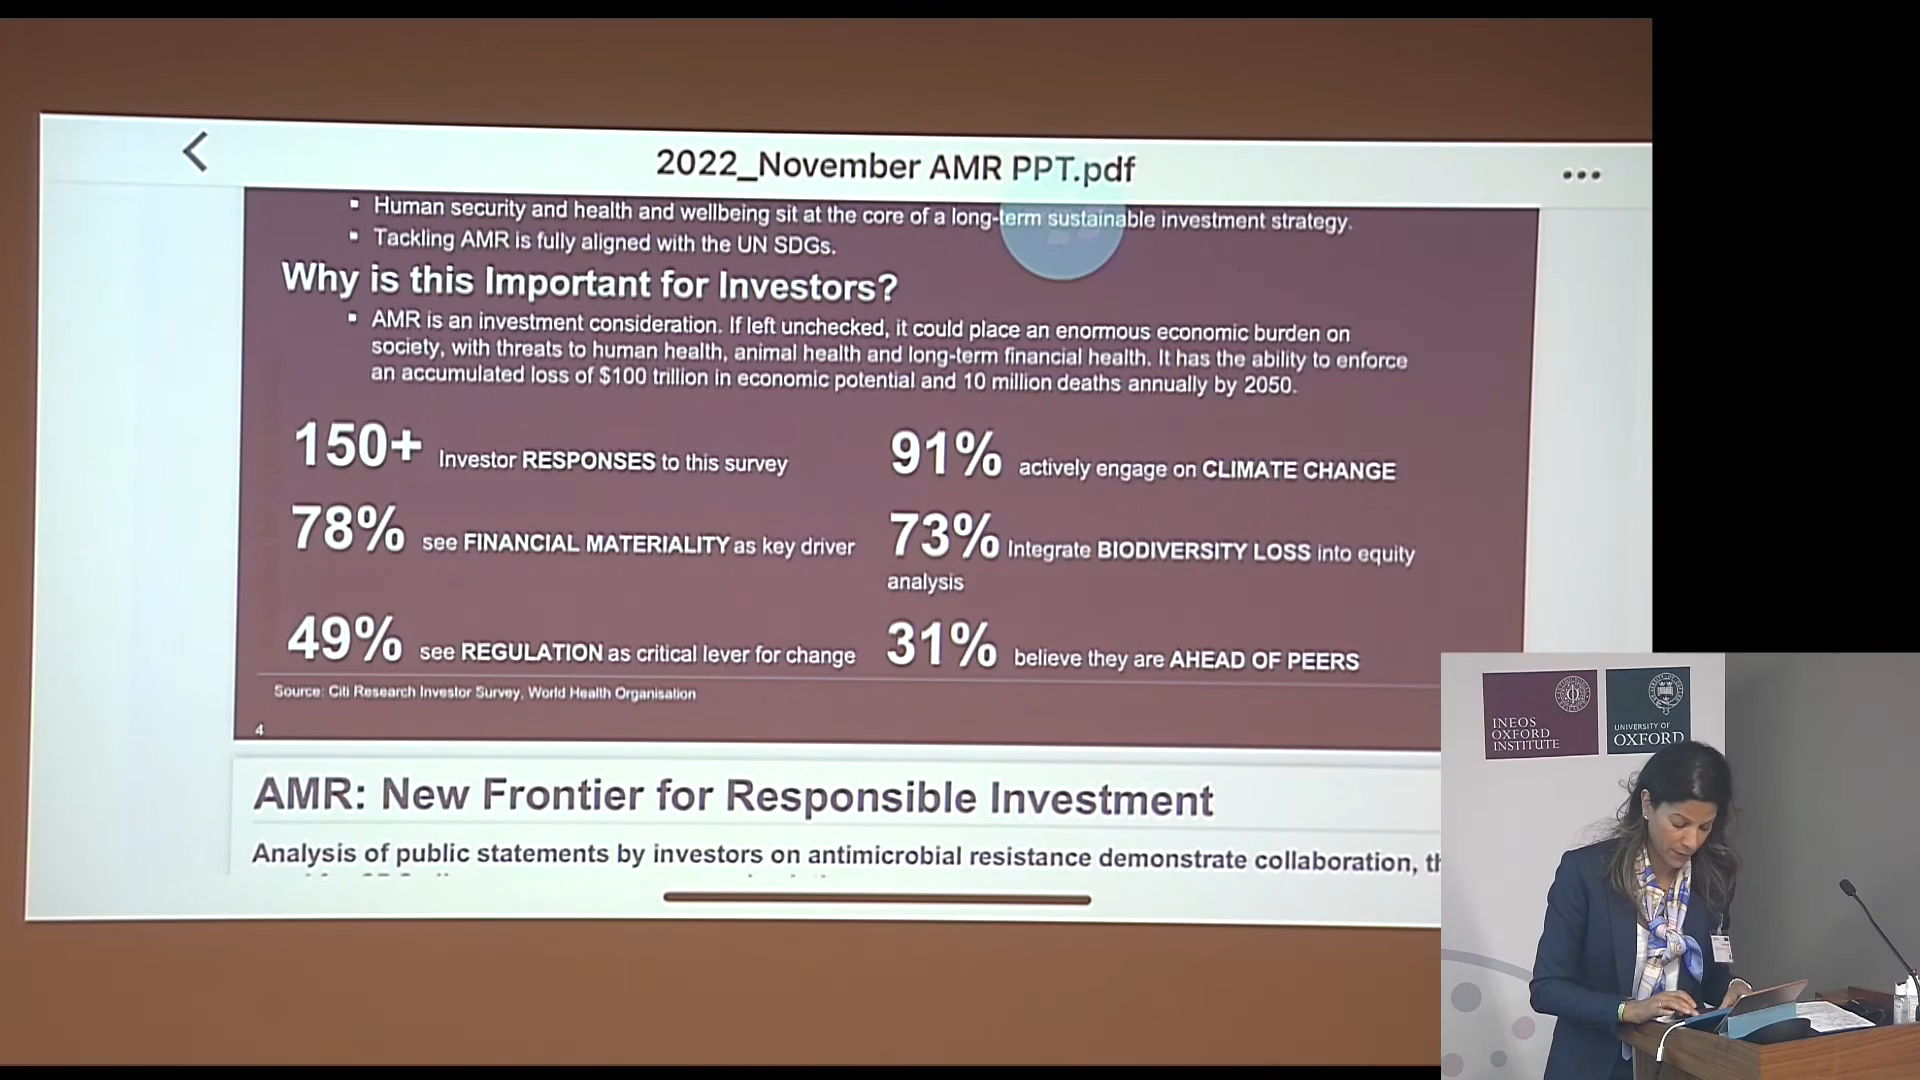 2022_November AMR PPT.pdf
▪ Human security and health and wellbeing sit at the core of a long-term sustainable investment strategy.
▪ Tackling AMR is fully aligned with the UN SDGs.
Why is this Important for Investors?
▪ AMR is an investment consideration. If left unchecked, it could place an enormous economic burden on
society, with threats to human health, animal health and long-term financial health. It has the ability to enforce
an accumulated loss of $100 trillion in economic potential and 10 million deaths annually by 2050.
150+ Investor RESPONSES to this survey
91% actively engage on CLIMATE CHANGE
78% see FINANCIAL MATERIALITY as key driver
73% Integrate BIODIVERSITY LOSS into equity
analysis
49% see REGULATION as critical lever for change
31% believe they are AHEAD OF PEERS
Source: Citi Research Investor Survey, World Health Organisation
4
AMR: New Frontier for Responsible Investment
Analysis of public statements by investors on antimicrobial resistance demonstrate collaboration,
INEOS
OXFORD
INSTITUTE
UNIVERSITY OF
OXFORD